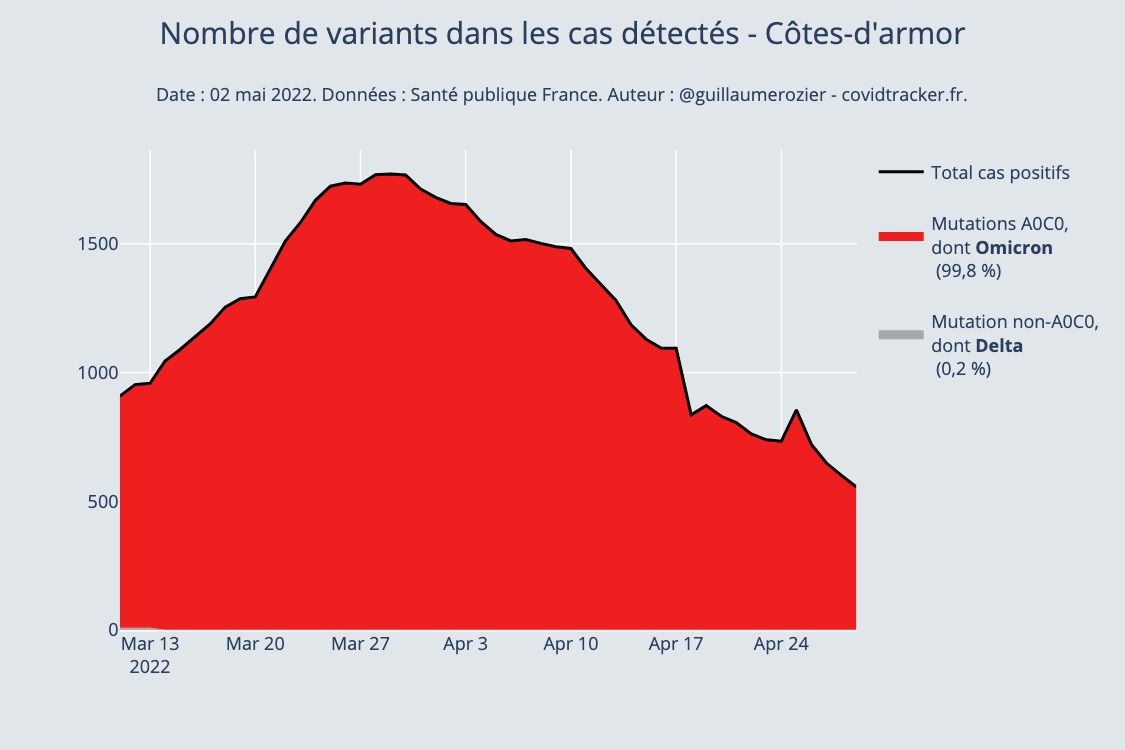 Nombre de variants dans les cas détectés - Côtes-d'armor
Date : 02 mai 2022. Données : Santé publique France. Auteur : @guillaumerozier - covidtracker.fr.
Total cas positifs
Mutations A0C0,
dont Omicron
(99,8 %)
Mutation non-A0C0,
dont Delta
(0,2 %)
1500
1000
500
0
Mar 13 Mar 20 Mar 27 Apr 3 Apr 10 Apr 17 Apr 24
2022